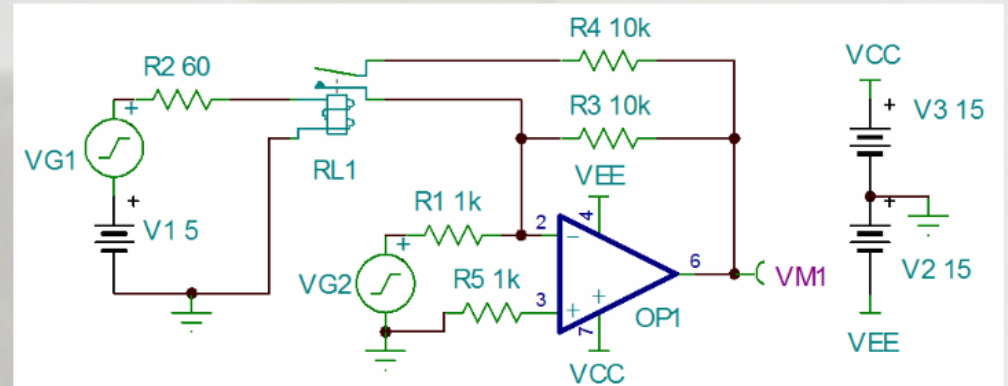 R4 10k
VCC
R2 60
V3 15
+
R3 10k
+
VG1
RL1
VEE
+
R1 1k
4
+
V1 5
2
−
+
R5 1k
6
VM1
V2 15
VG2
3
+
+
OP1
7
VEE
VCC